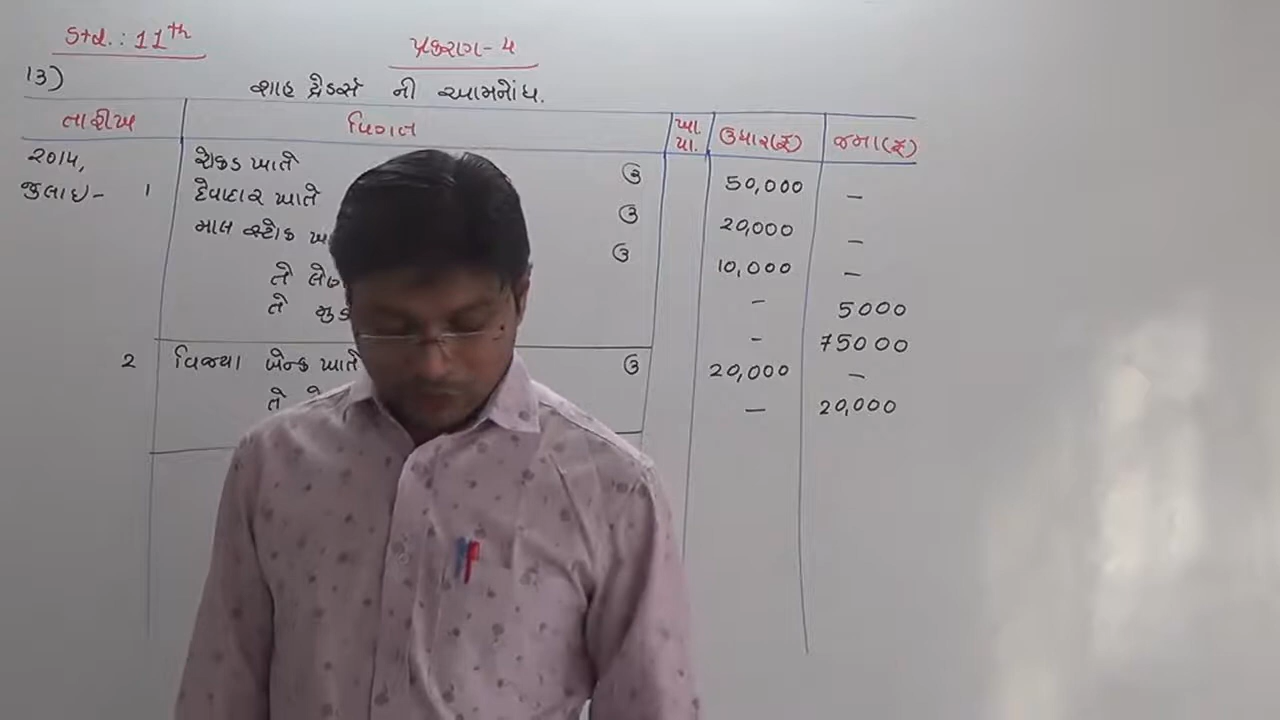 Std.: 11th
પ્રકરણ- ૫
13)
શાહ ટ્રેડર્સ ની આમનોંધ.
તારીખ વિગત ખા. પા. ઉધાર(₹) જમા(₹)
2014, રોકડ ખાતે ઉ 50,000 –
જુલાઇ- 1 દેવાદાર ખાતે ઉ 20,000 –
માલ સ્ટોક ઉ 10,000 –
તે – 5000
તે – 75000
2 વિજયા બેન્ક ખાતે ઉ 20,000 –
તે – 20,000